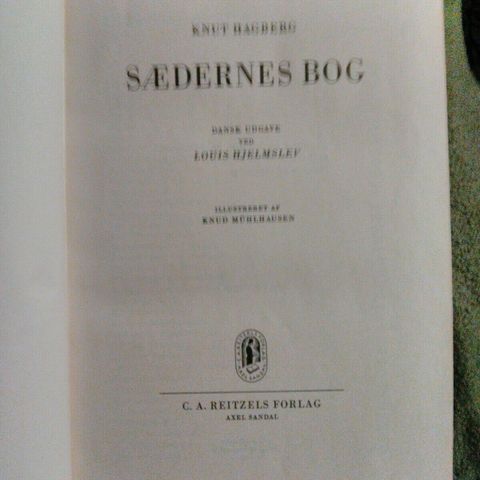 KNUT HAGBERG
SÆDERNES BOG
DANSK UDGAVE
VED
LOUIS HJELMSLEV
ILLUSTRERET AF
KNUD MÜHLHAUSEN
C. A. REITZELS FORLAG
AXEL SANDAL